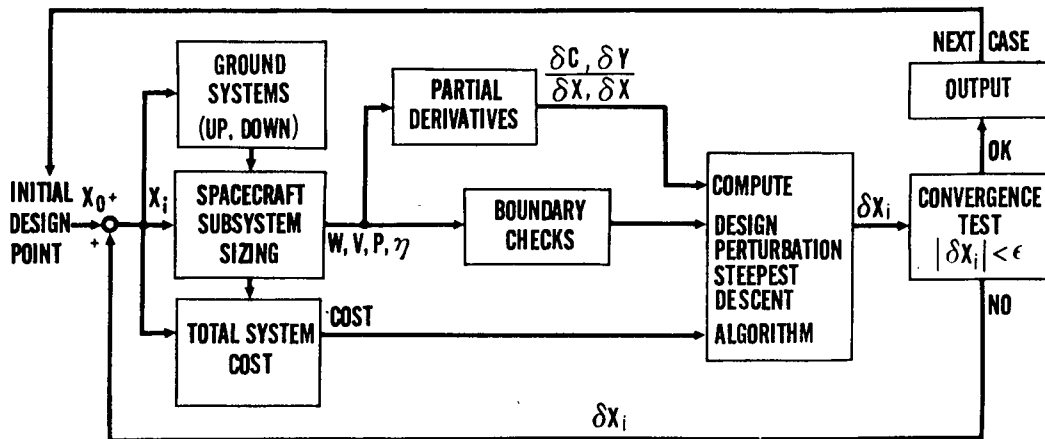 INITIAL
DESIGN
POINT
X₀ +
+
Xᵢ
GROUND
SYSTEMS
(UP, DOWN)
SPACECRAFT
SUBSYSTEM
SIZING
TOTAL SYSTEM
COST
W, V, P, η
COST
PARTIAL
DERIVATIVES
δC, δY
δX, δX
BOUNDARY
CHECKS
COMPUTE
DESIGN
PERTURBATION
STEEPEST
DESCENT
ALGORITHM
δXᵢ
NEXT CASE
OUTPUT
OK
CONVERGENCE
TEST
|δXᵢ| < ϵ
NO
δXᵢ